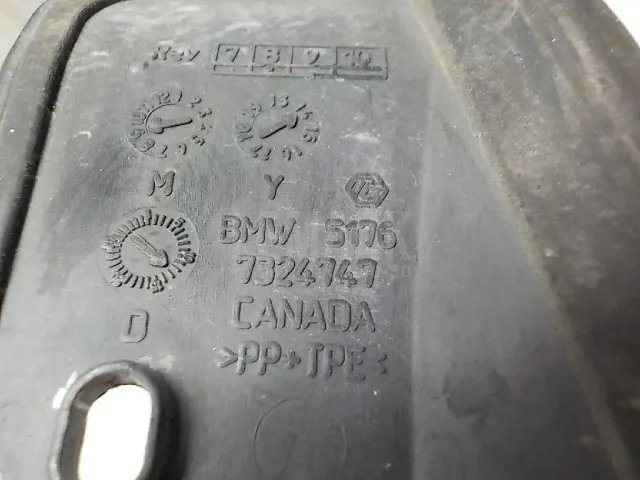 Rev 7 8 9 10
M Y
BMW 5176
7324747
CANADA
D
>PP+TPE<